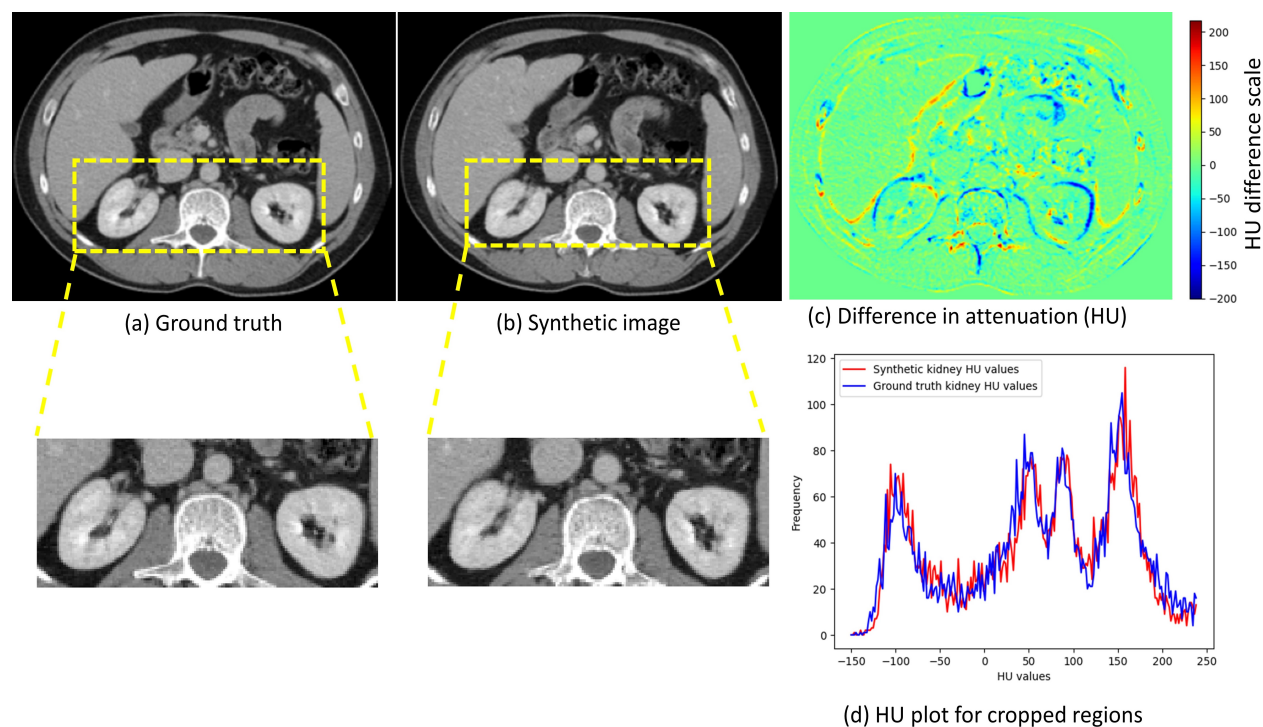 200
150
100
50
0
−50
−100
−150
−200
HU difference scale
(a) Ground truth
(b) Synthetic image
(c) Difference in attenuation (HU)
120
100
80
60
40
20
0
Frequency
Synthetic kidney HU values
Ground truth kidney HU values
−150
−100
−50
0
50
100
150
200
250
HU values
(d) HU plot for cropped regions